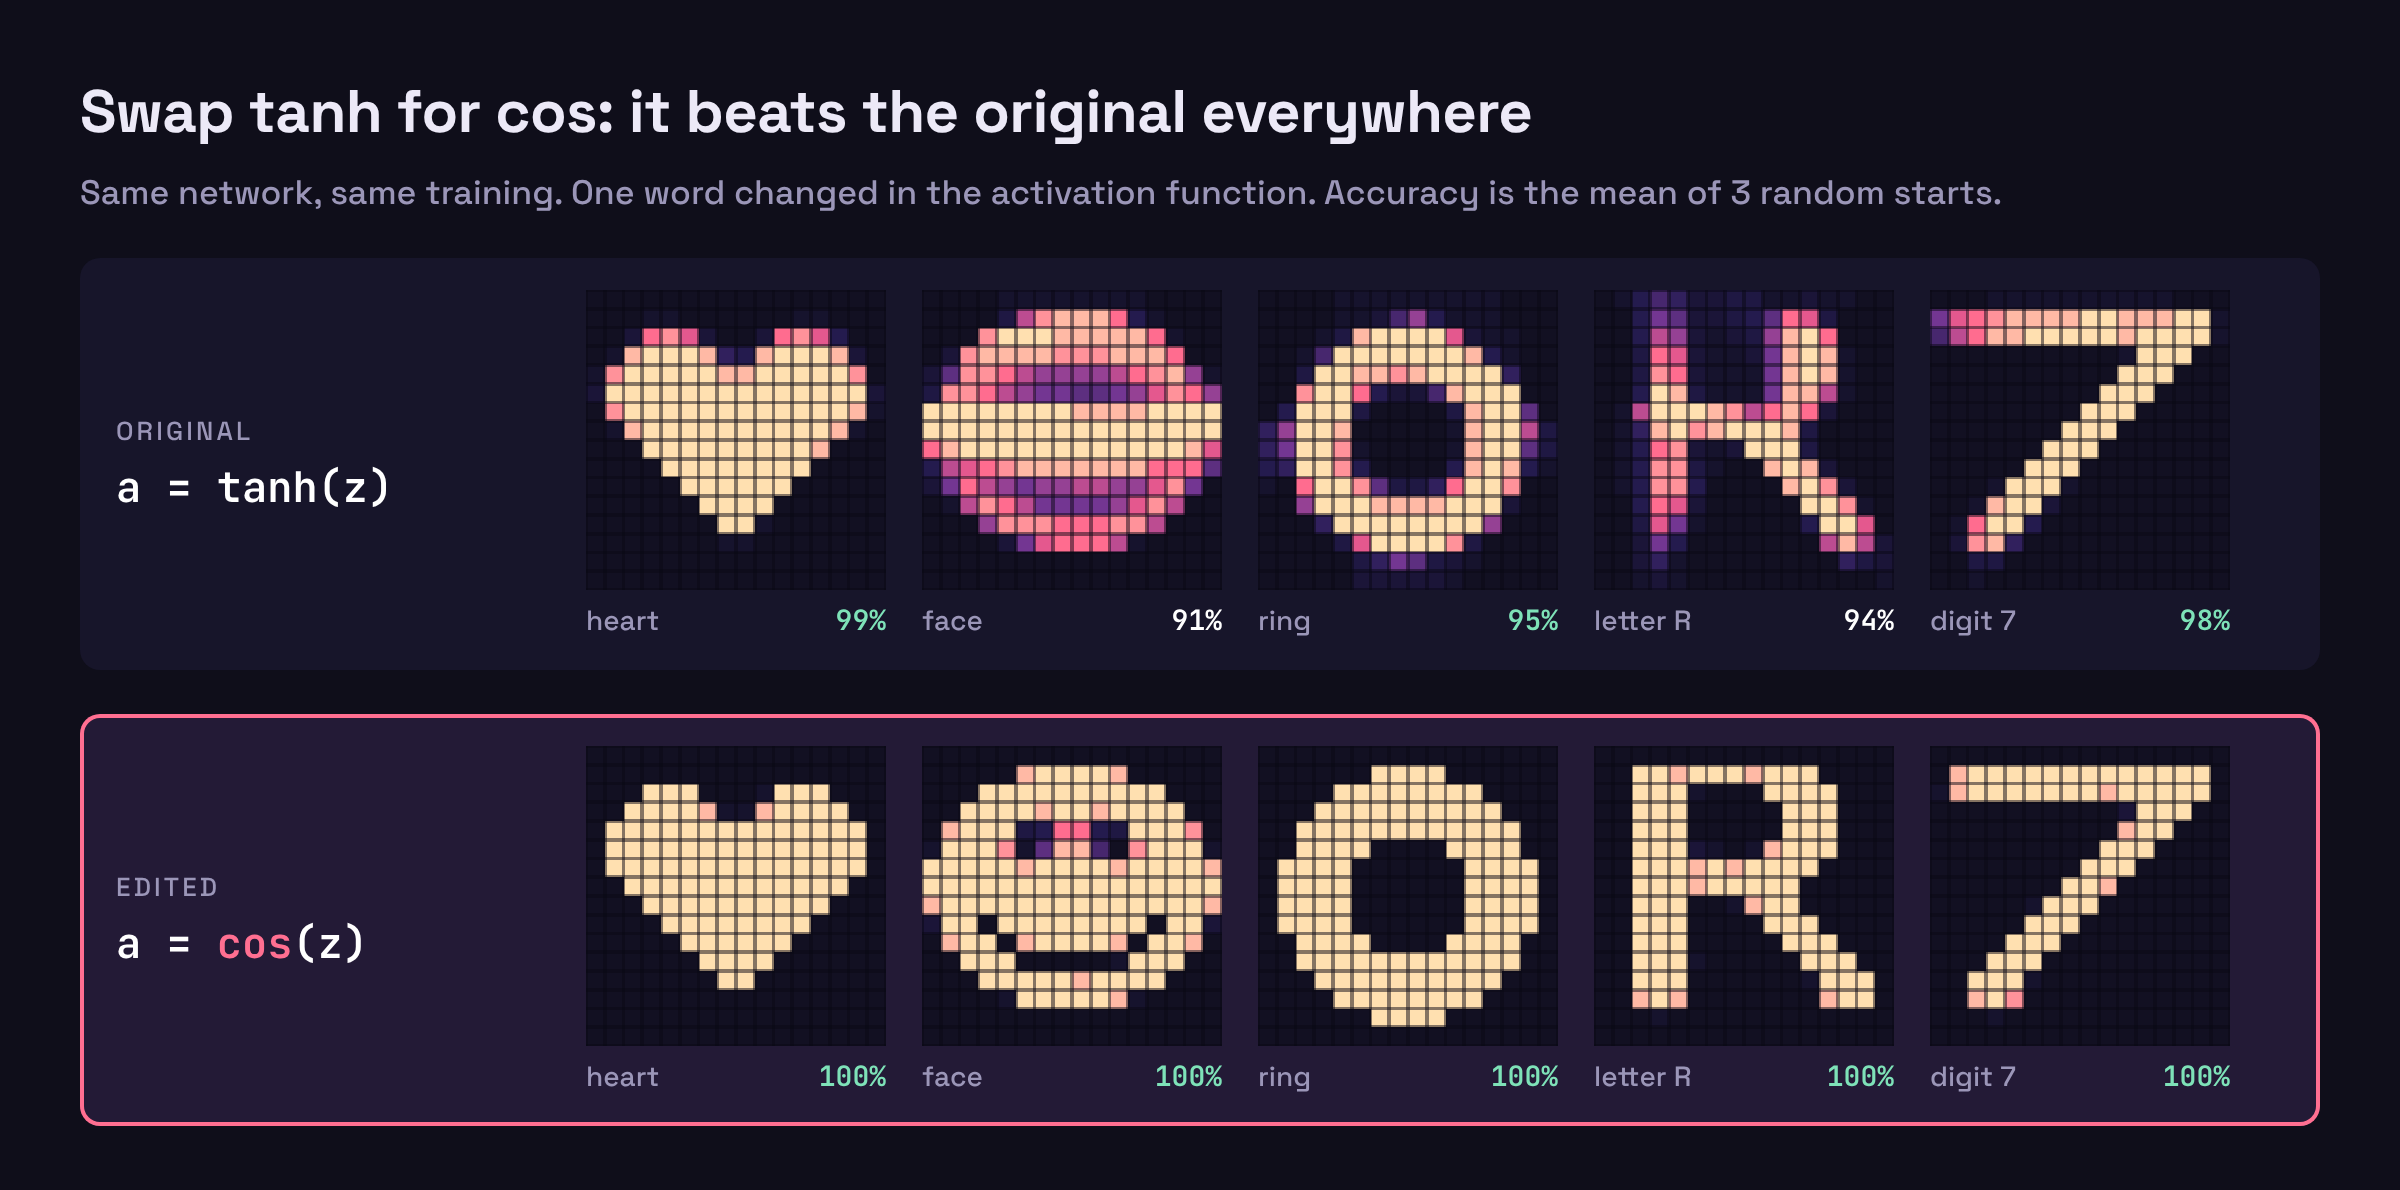 Swap tanh for cos: it beats the original everywhere
Same network, same training. One word changed in the activation function. Accuracy is the mean of 3 random starts.
ORIGINAL
a = tanh(z)
heart 99%
face 91%
ring 95%
letter R 94%
digit 7 98%
EDITED
a = cos(z)
heart 100%
face 100%
ring 100%
letter R 100%
digit 7 100%